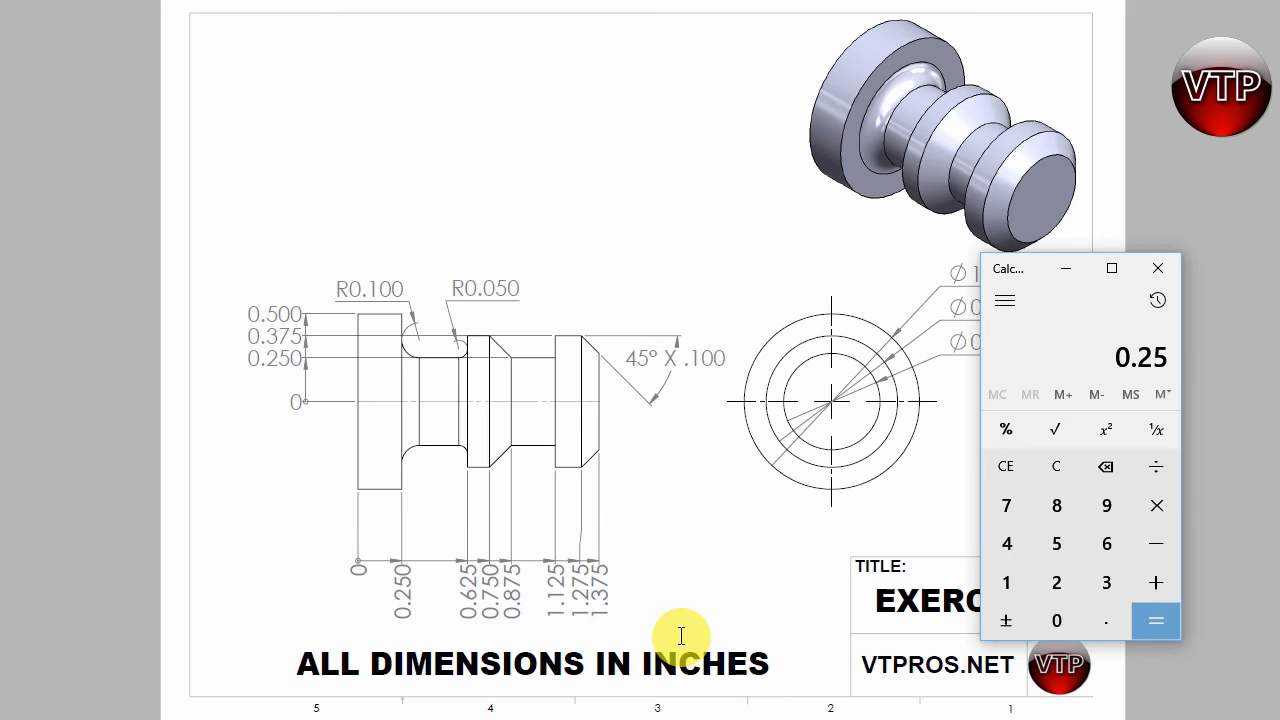 VTP
R0.100
R0.050
0.500
0.375
0.250
0
45° X .100
Ø 1
Ø 0
Ø 0
0
0.250
0.625
0.750
0.875
1.125
1.275
1.375
ALL DIMENSIONS IN INCHES
TITLE:
EXERC
VTPROS.NET
VTP
5 4 3 2 1
Calc...
0.25
MC MR M+ M- MS M˅
% √ x² ¹/x
CE C ⌫ ÷
7 8 9 ×
4 5 6 −
1 2 3 +
± 0 . =